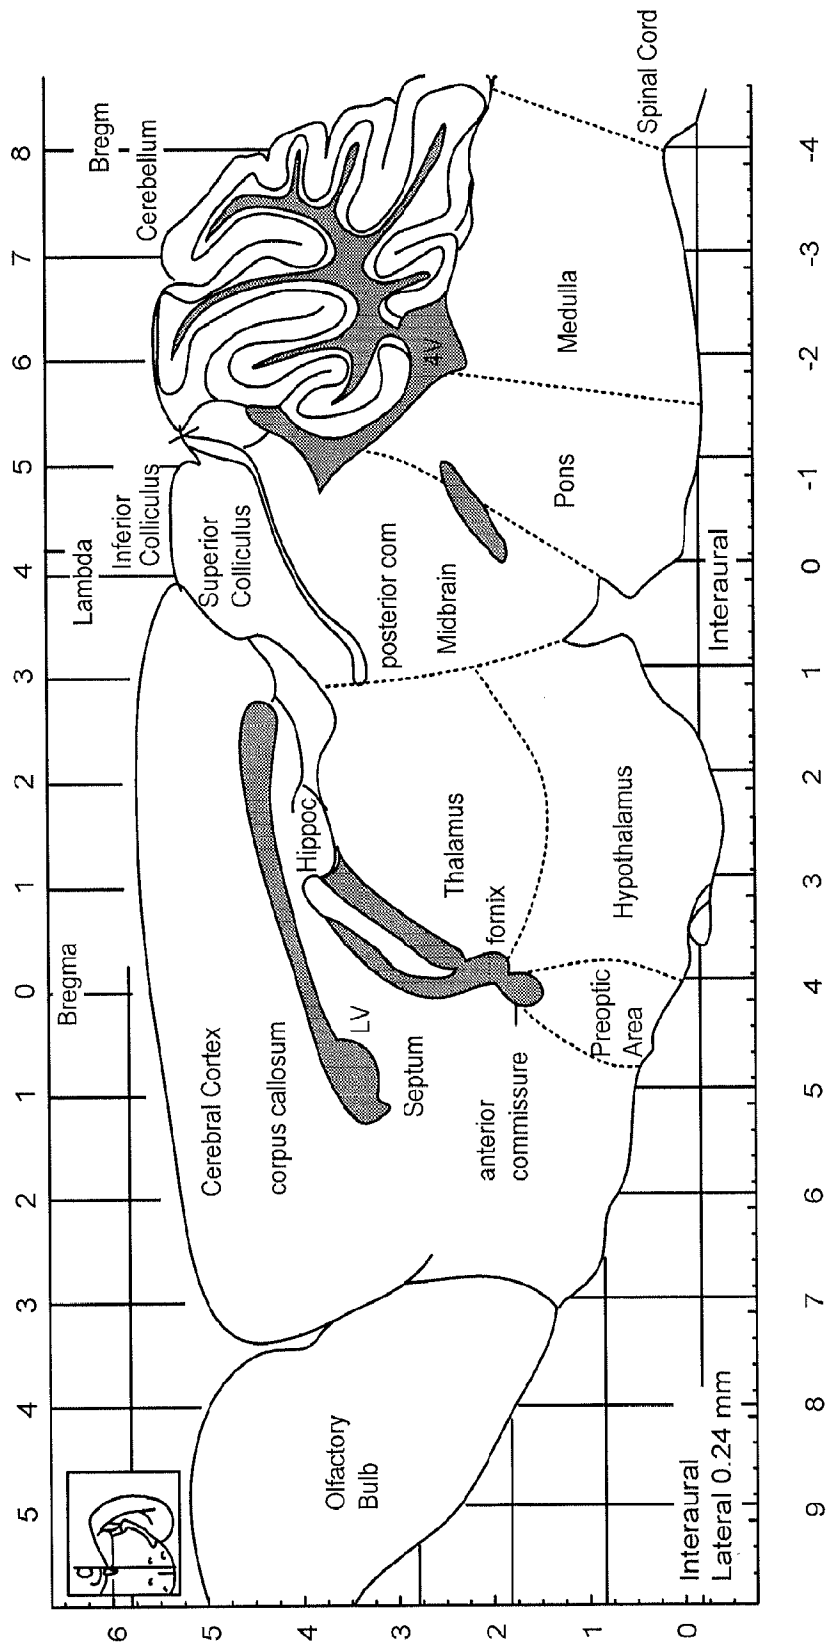 5 4 3 2 1 0 1 2 3 4 5 6 7 8
Bregma
Lambda
Bregm
Cerebellum
Inferior
Colliculus
Superior
Colliculus
Cerebral Cortex
corpus callosum
Hippoc
LV
Septum
posterior com
Midbrain
4V
Olfactory
Bulb
anterior
commissure
fornix
Thalamus
Pons
Medulla
Preoptic
Area
Hypothalamus
Spinal Cord
Interaural
Interaural
Lateral 0.24 mm
6
5
4
3
2
1
0
9 8 7 6 5 4 3 2 1 0 -1 -2 -3 -4